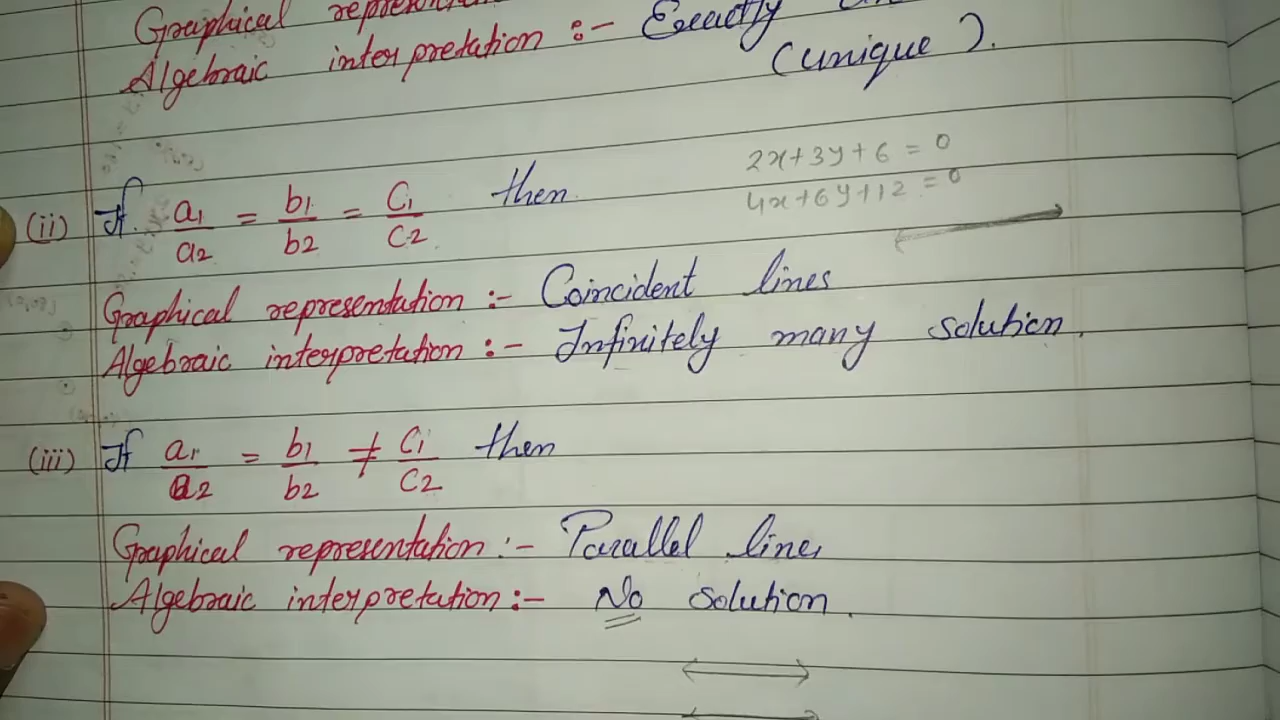 Graphical
Algebraic interpretation :- Exactly
(unique).
2x+3y+6 = 0
4x+6y+12 = 0
(ii) If a1/a2 = b1/b2 = C1/C2 then
Graphical representation :- Coincident lines
Algebraic interpretation :- Infinitely many solution.
(iii) If a1/a2 = b1/b2 ≠ C1/C2 then
Graphical representation :- Parallel lines
Algebraic interpretation :- No solution.